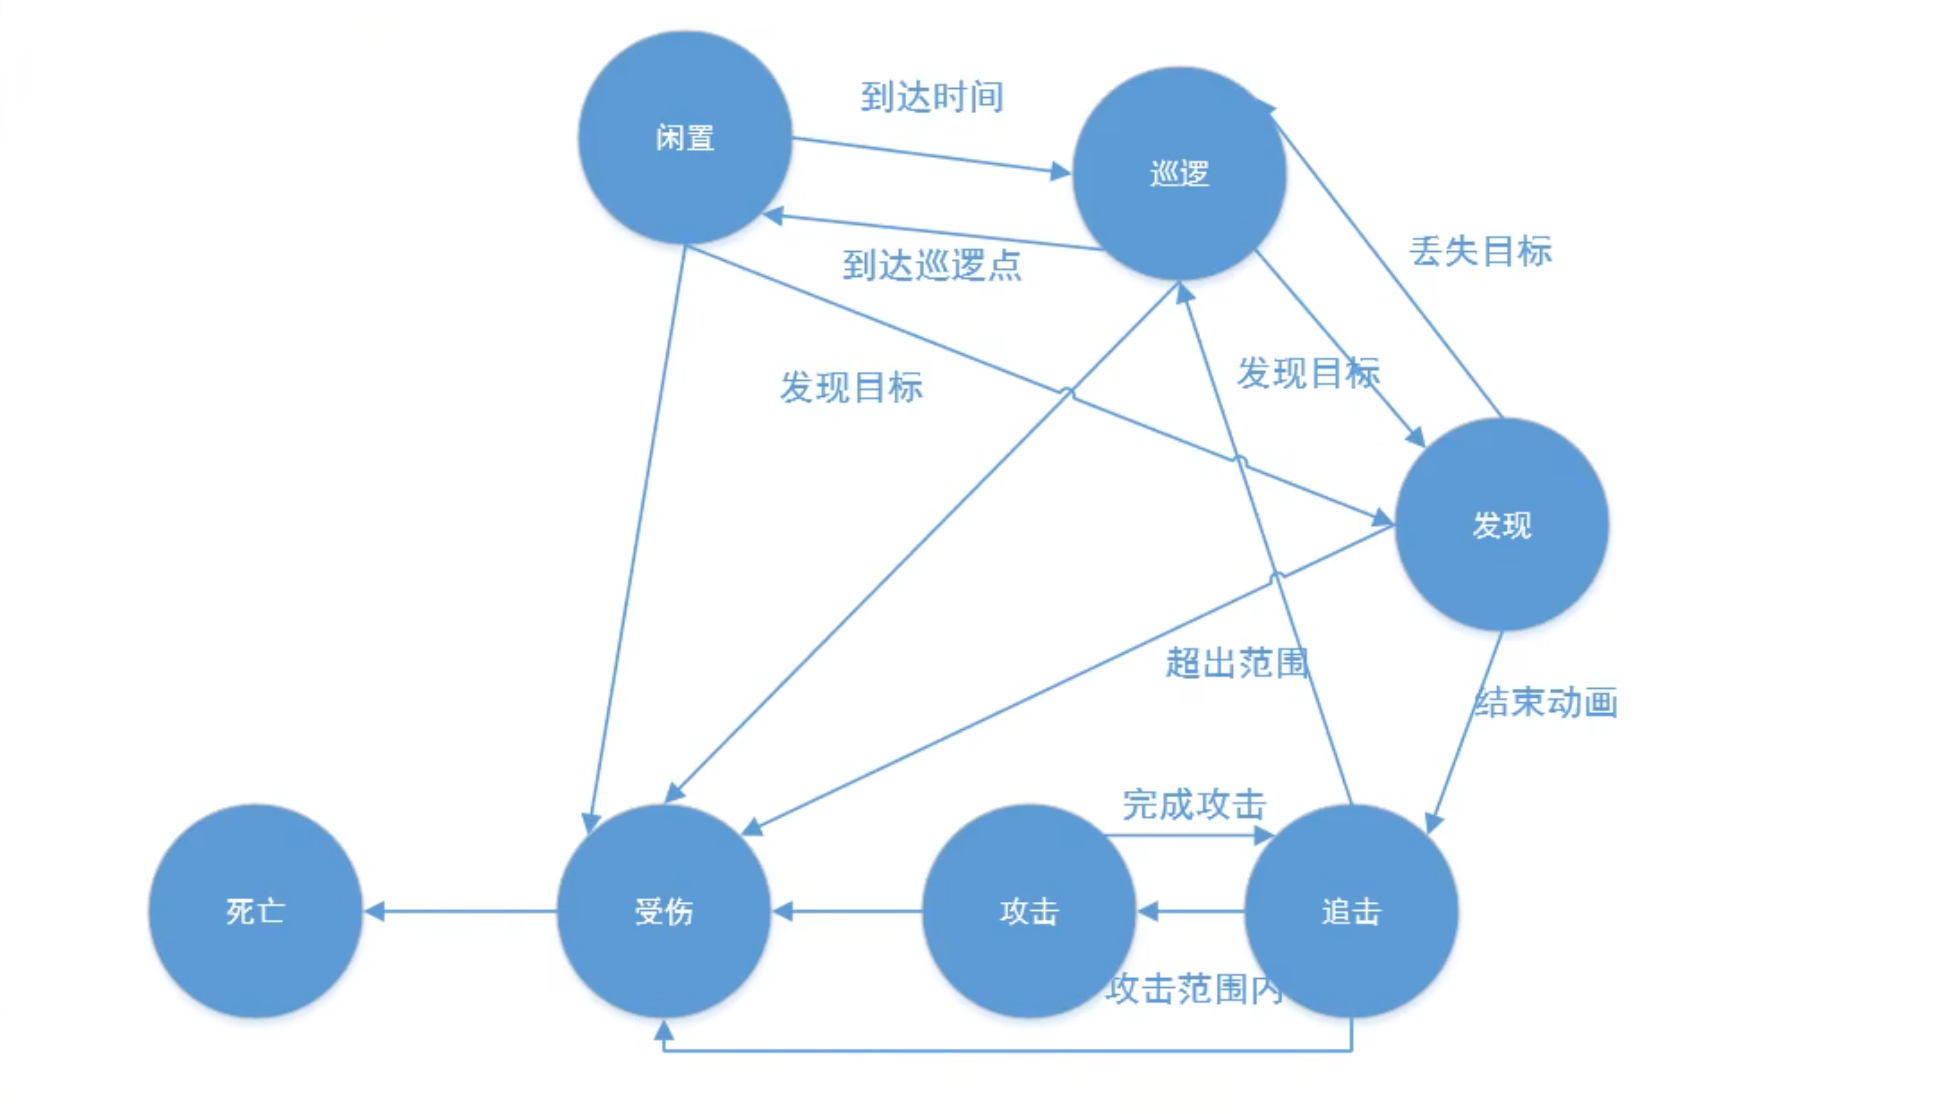 到达时间
闲置
巡逻
到达巡逻点
丢失目标
发现目标
发现目标
发现
超出范围
结束动画
完成攻击
死亡
受伤
攻击
追击
攻击范围内